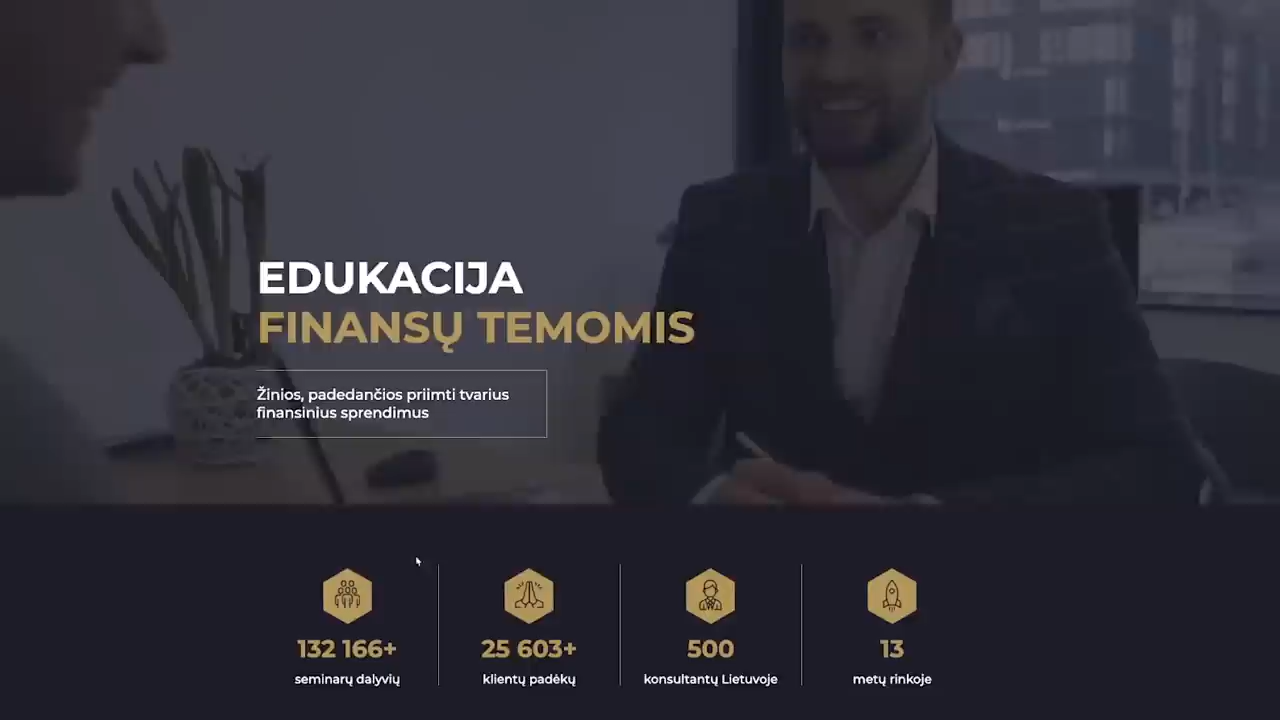 EDUKACIJA
FINANSŲ TEMOMIS
Žinios, padedančios priimti tvarius
finansinius sprendimus
132 166+
seminarų dalyvių
25 603+
klientų padėkų
500
konsultantų Lietuvoje
13
metų rinkoje